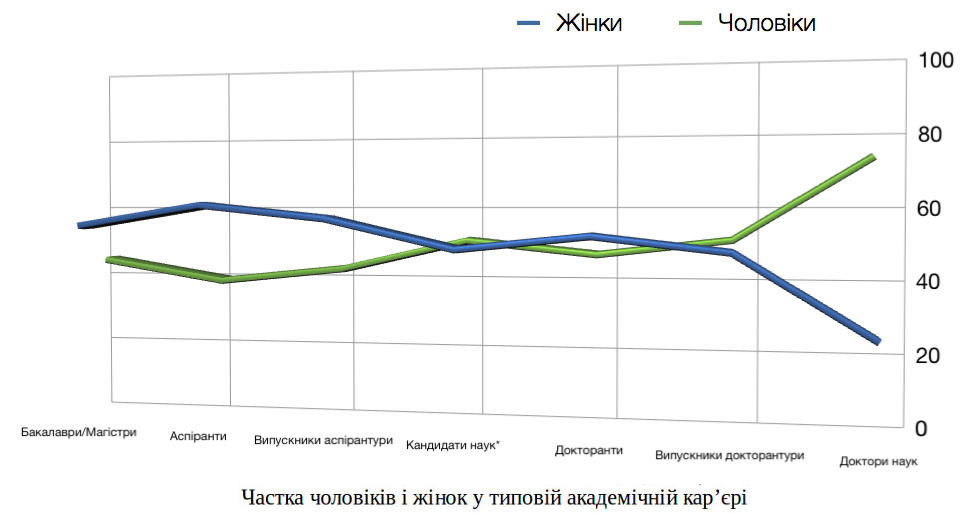 Жінки Чоловіки
100
80
60
40
20
0
Бакалаври/Магістри Аспіранти Випускники аспірантури Кандидати наук* Докторанти Випускники докторантури Доктори наук
Частка чоловіків і жінок у типовій академічній кар’єрі